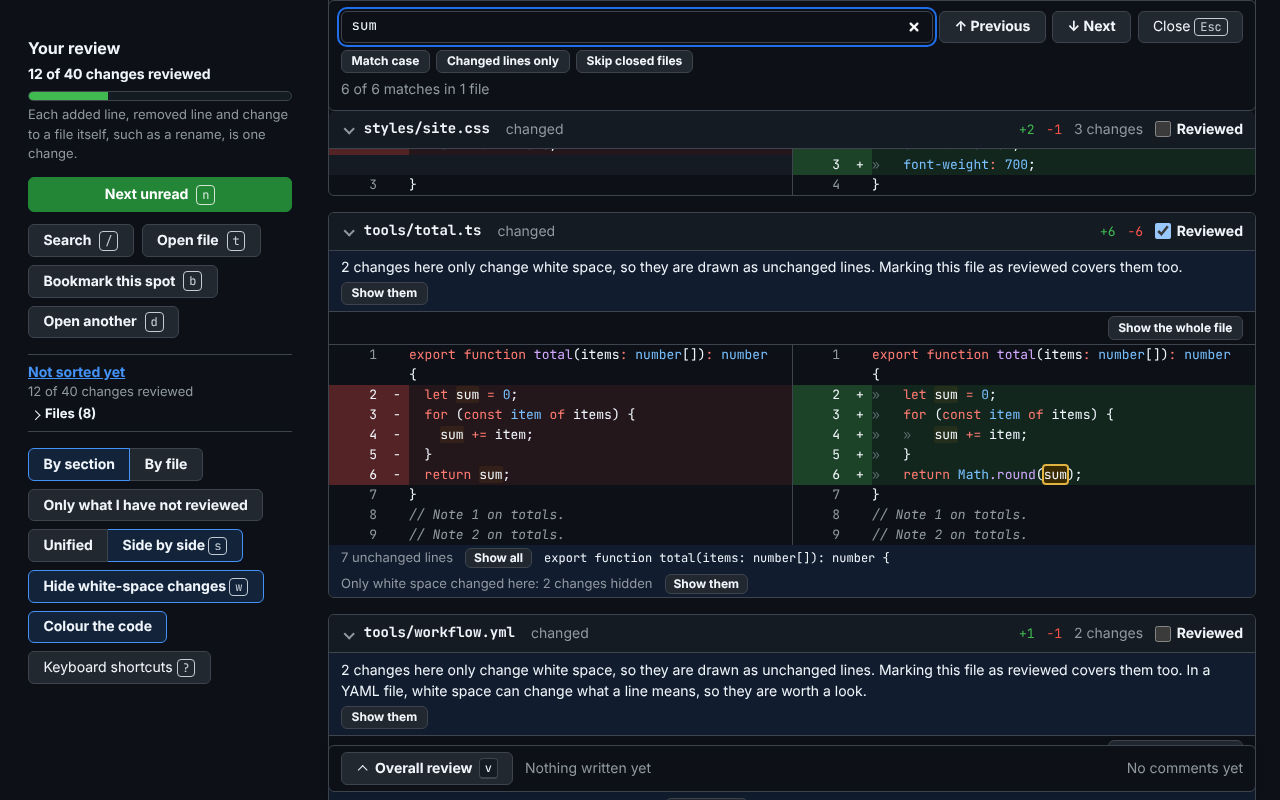 Your review
12 of 40 changes reviewed
Each added line, removed line and change
to a file itself, such as a rename, is one
change.
Next unread n
Search / Open file t
Bookmark this spot b
Open another d
Not sorted yet
12 of 40 changes reviewed
Files (8)
By section By file
Only what I have not reviewed
Unified Side by side s
Hide white-space changes w
Colour the code
Keyboard shortcuts ?
sum × ↑ Previous ↓ Next Close Esc
Match case Changed lines only Skip closed files
6 of 6 matches in 1 file
styles/site.css changed +2 -1 3 changes Reviewed
3 + » font-weight: 700;
3 } 4 }
tools/total.ts changed +6 -6 Reviewed
2 changes here only change white space, so they are drawn as unchanged lines. Marking this file as reviewed covers them too.
Show them
Show the whole file
1 export function total(items: number[]): number 1 export function total(items: number[]): number
{ {
2 - let sum = 0; 2 + » let sum = 0;
3 - for (const item of items) { 3 + » for (const item of items) {
4 - sum += item; 4 + » » sum += item;
5 - } 5 + » }
6 - return sum; 6 + » return Math.round(sum);
7 } 7 }
8 // Note 1 on totals. 8 // Note 1 on totals.
9 // Note 2 on totals. 9 // Note 2 on totals.
7 unchanged lines Show all export function total(items: number[]): number {
Only white space changed here: 2 changes hidden Show them
tools/workflow.yml changed +1 -1 2 changes Reviewed
2 changes here only change white space, so they are drawn as unchanged lines. Marking this file as reviewed covers them too. In a
YAML file, white space can change what a line means, so they are worth a look.
Show them
Overall review v Nothing written yet No comments yet